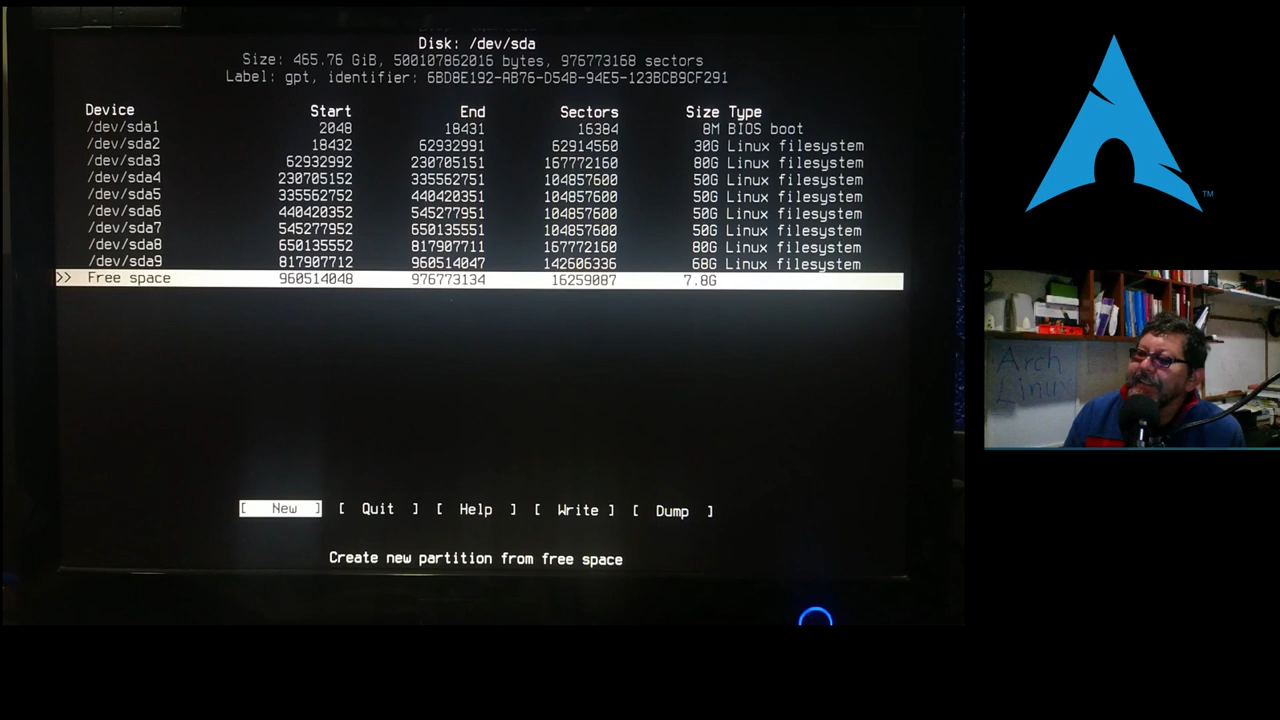 Disk: /dev/sda
Size: 465.76 GiB, 500107862016 bytes, 976773168 sectors
Label: gpt, identifier: 6BD8E192-AB76-D54B-94E5-123BCB9CF291
Device Start End Sectors Size Type
/dev/sda1 2048 18431 16384 8M BIOS boot
/dev/sda2 18432 62932991 62914560 30G Linux filesystem
/dev/sda3 62932992 230705151 167772160 80G Linux filesystem
/dev/sda4 230705152 335562751 104857600 50G Linux filesystem
/dev/sda5 335562752 440420351 104857600 50G Linux filesystem
/dev/sda6 440420352 545277951 104857600 50G Linux filesystem
/dev/sda7 545277952 650135551 104857600 50G Linux filesystem
/dev/sda8 650135552 817907711 167772160 80G Linux filesystem
/dev/sda9 817907712 960514047 142606336 68G Linux filesystem
>> Free space 960514048 976773134 16259087 7.8G
[ New ] [ Quit ] [ Help ] [ Write ] [ Dump ]
Create new partition from free space
TM
Arch
Linux